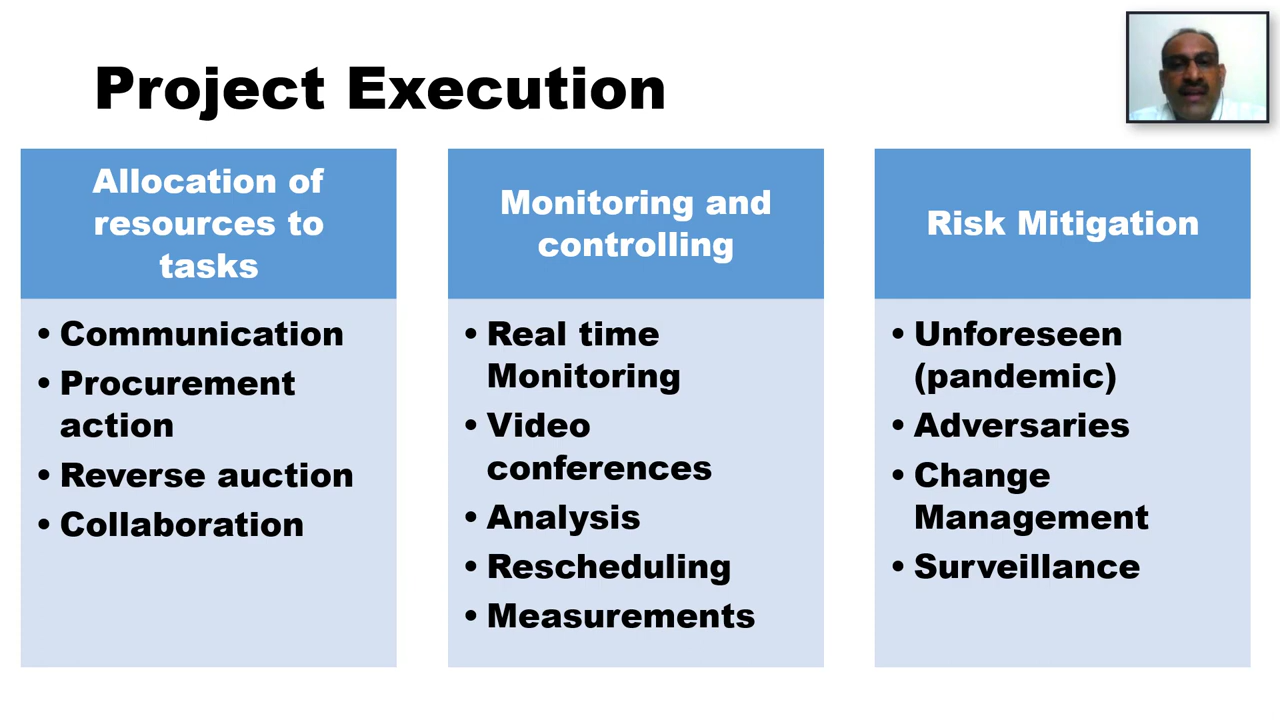 Project Execution
Allocation of
resources to
tasks
• Communication
• Procurement
action
• Reverse auction
• Collaboration
Monitoring and
controlling
• Real time
Monitoring
• Video
conferences
• Analysis
• Rescheduling
• Measurements
Risk Mitigation
• Unforeseen
(pandemic)
• Adversaries
• Change
Management
• Surveillance